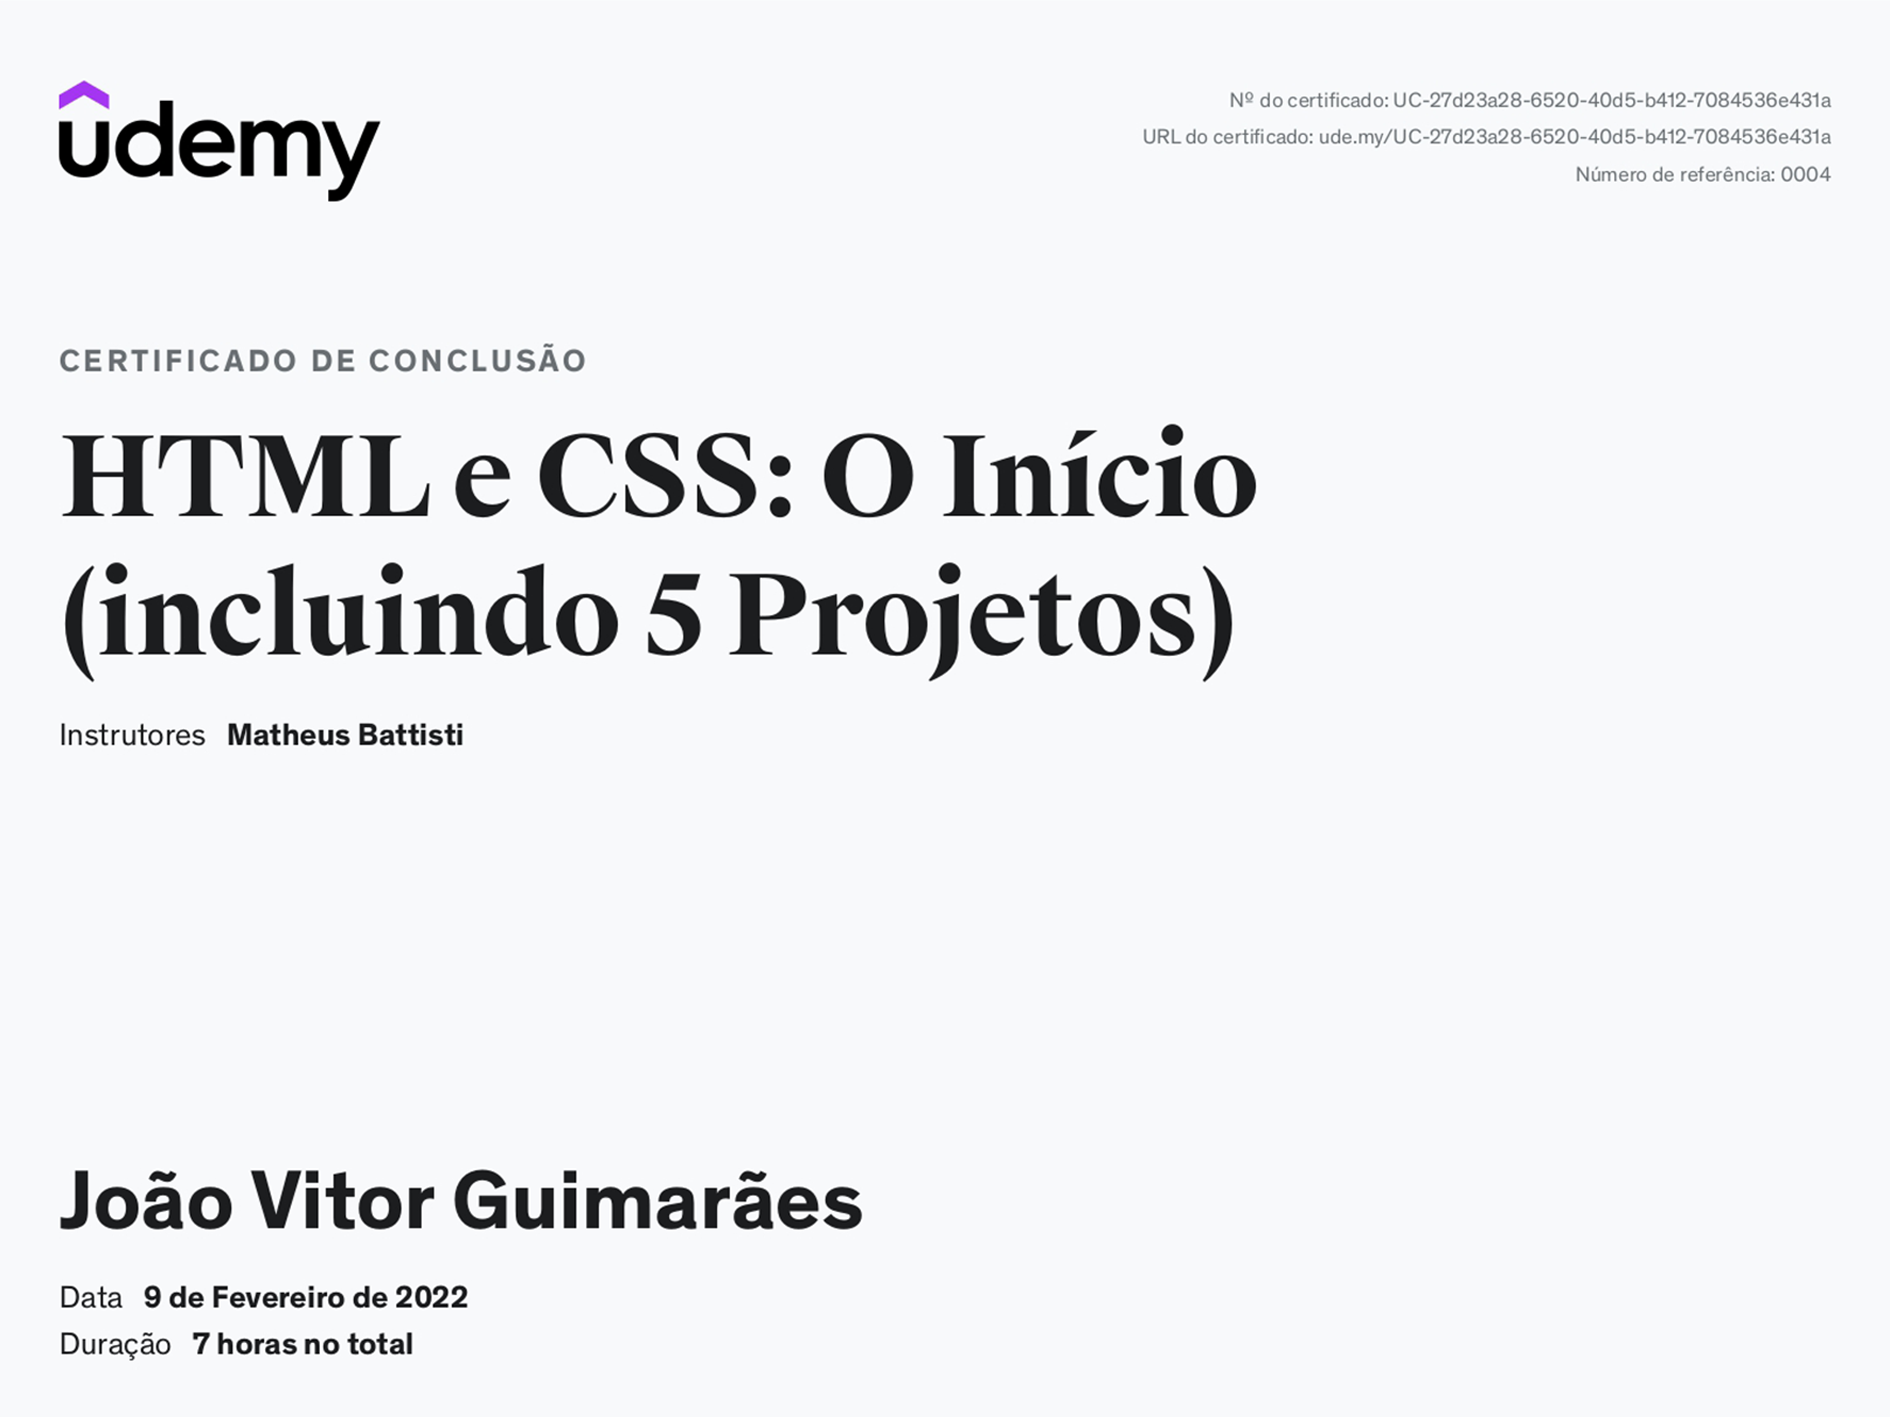 udemy
Nº do certificado: UC-27d23a28-6520-40d5-b412-7084536e431a
URL do certificado: ude.my/UC-27d23a28-6520-40d5-b412-7084536e431a
Número de referência: 0004
CERTIFICADO DE CONCLUSÃO
HTML e CSS: O Início
(incluindo 5 Projetos)
Instrutores Matheus Battisti
João Vitor Guimarães
Data 9 de Fevereiro de 2022
Duração 7 horas no total